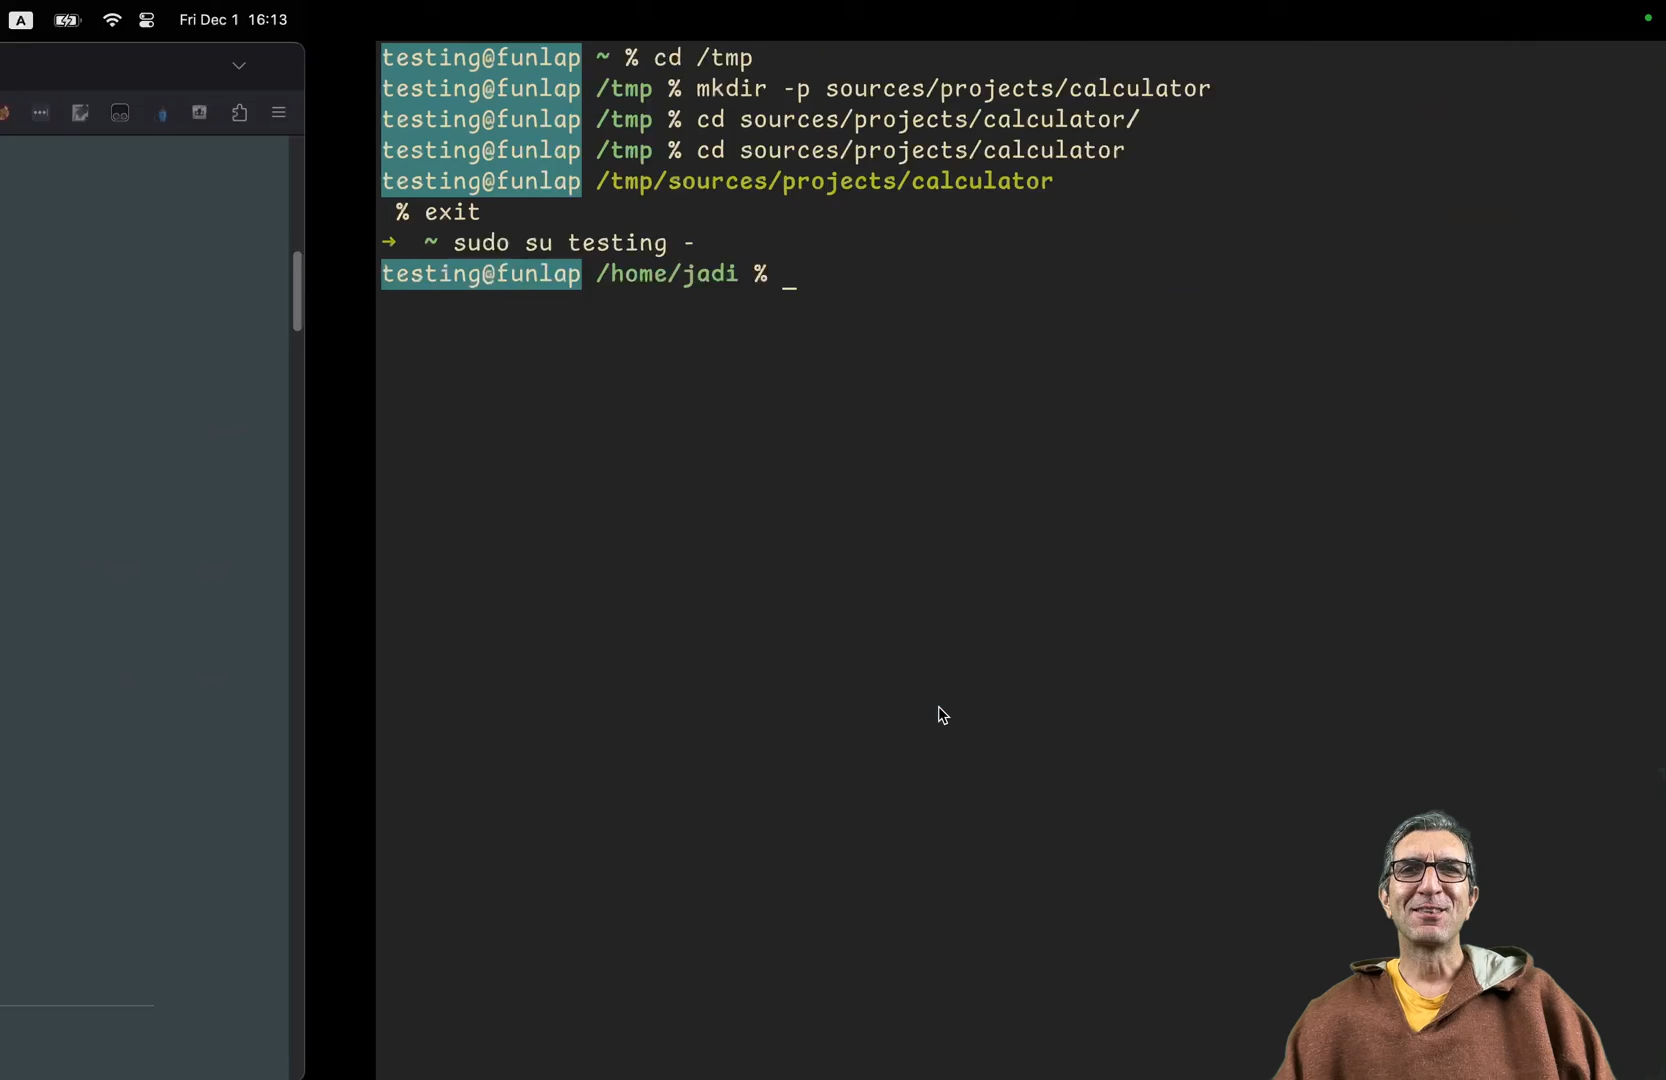 A
Fri Dec 1 16:13
testing@funlap ~ % cd /tmp
testing@funlap /tmp % mkdir -p sources/projects/calculator
testing@funlap /tmp % cd sources/projects/calculator/
testing@funlap /tmp % cd sources/projects/calculator
testing@funlap /tmp/sources/projects/calculator
% exit
→ ~ sudo su testing -
testing@funlap /home/jadi % _